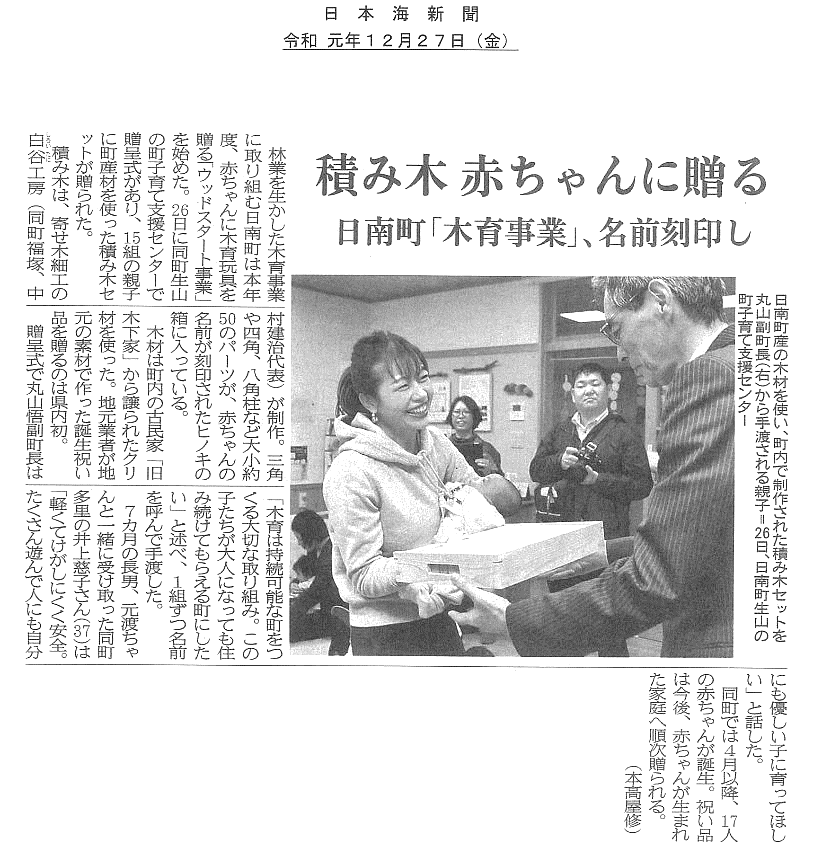 日本海新聞
令和 元年12月27日(金)
積み木 赤ちゃんに贈る
日南町「木育事業」、名前刻印し
林業を生かした木育事業
に取り組む日南町は本年
度、赤ちゃんに木育玩具を
贈る「ウッドスタート事業」
を始めた。26日に同町生山
の町子育て支援センターで
贈呈式があり、15組の親子
に町産材を使った積み木セ
ットが贈られた。
積み木は、寄せ木細工の
白谷工房(同町福塚、中
村建治代表)が制作。三角
や四角、八角柱など大小約
50のパーツが、赤ちゃんの
名前が刻印されたヒノキの
箱に入っている。
木材は町内の古民家「旧
木下家」から譲られたクリ
材を使った。地元業者が地
元の素材で作った誕生祝い
品を贈るのは県内初。
贈呈式で丸山悟副町長は
「木育は持続可能な町をつ
くる大切な取り組み。この
子たちが大人になっても住
み続けてもらえる町にした
い」と述べ、1組ずつ名前
を呼んで手渡した。
7カ月の長男、元渡ちゃ
んと一緒に受け取った同町
多里の井上慈子さん(37)は
「軽くてけがしにくく安全。
たくさん遊んで人にも自分
にも優しい子に育ってほし
い」と話した。
同町では4月以降、17人
の赤ちゃんが誕生。祝い品
は今後、赤ちゃんが生まれ
た家庭へ順次贈られる。
(本高屋修)
日南町産の木材を使い、町内で制作された積み木セットを
丸山副町長(右)から手渡される親子=26日、日南町生山の
町子育て支援センター